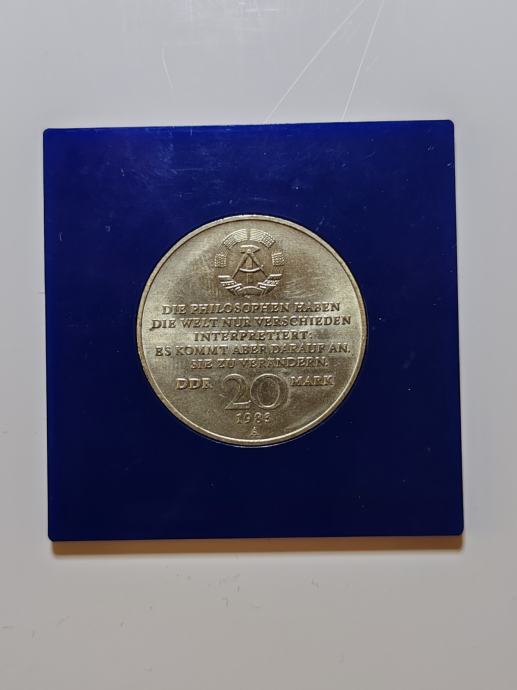 DIE PHILOSOPHEN HABEN
DIE WELT NUR VERSCHIEDEN
INTERPRETIERT;
ES KOMMT ABER DARAUF AN,
SIE ZU VERÄNDERN.
DDR 20 MARK
1983
A